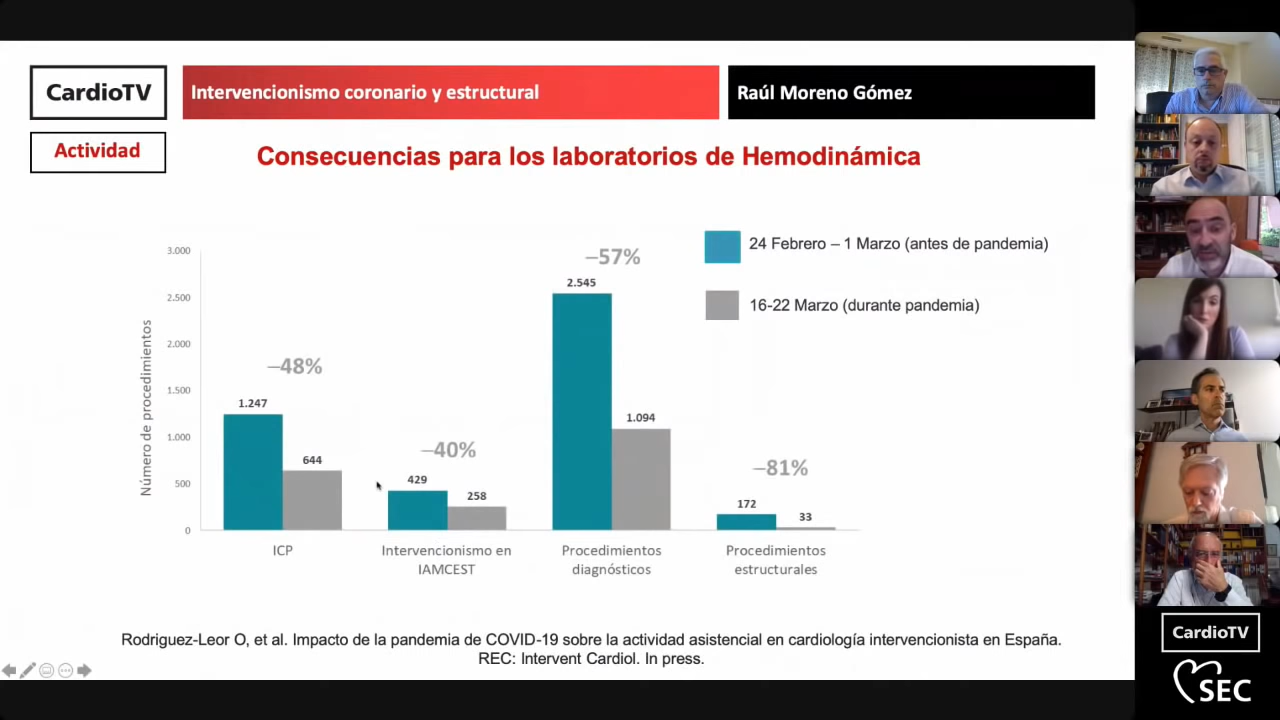 CardioTV
Intervencionismo coronario y estructural
Raúl Moreno Gómez
Actividad
Consecuencias para los laboratorios de Hemodinámica
Número de procedimientos
3.000
2.500
2.000
1.500
1.000
500
0
–48%
1.247
644
–40%
429
258
–57%
2.545
1.094
–81%
172
33
ICP
Intervencionismo en
IAMCEST
Procedimientos
diagnósticos
Procedimientos
estructurales
24 Febrero – 1 Marzo (antes de pandemia)
16-22 Marzo (durante pandemia)
Rodriguez-Leor O, et al. Impacto de la pandemia de COVID-19 sobre la actividad asistencial en cardiología intervencionista en España.
REC: Intervent Cardiol. In press.
CardioTV
SEC